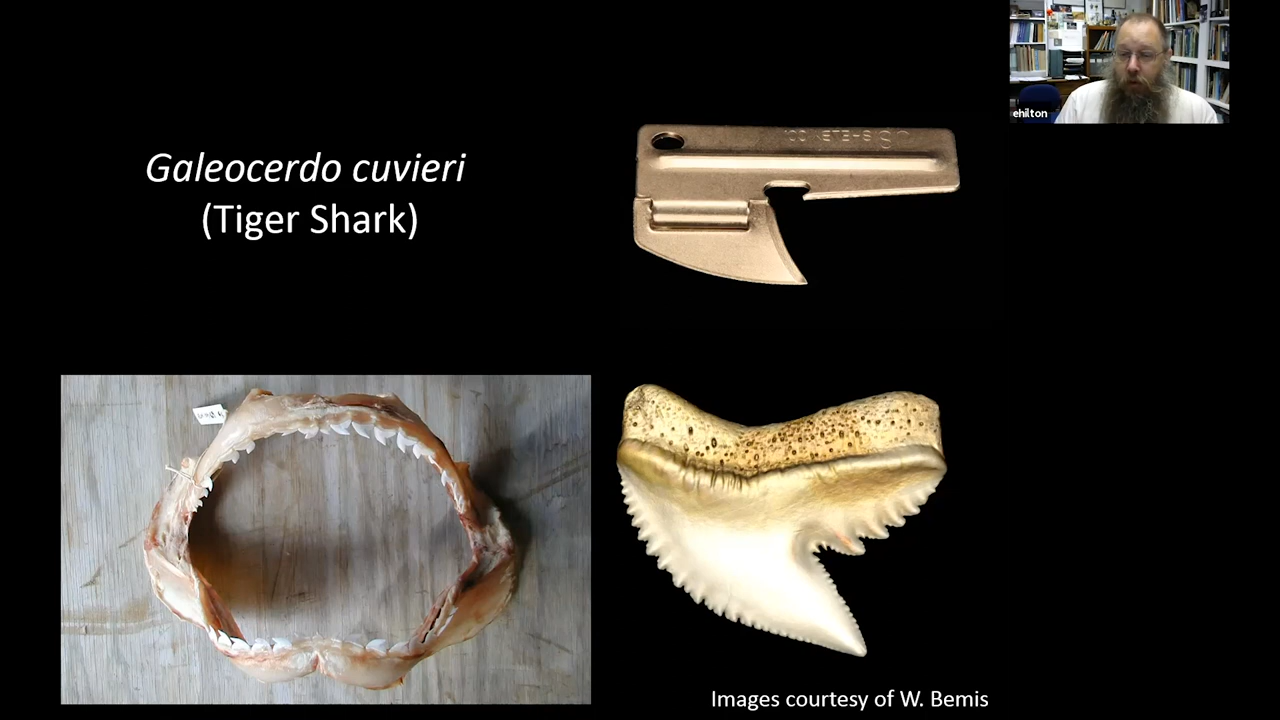 Galeocerdo cuvieri
(Tiger Shark)
ehilton
Images courtesy of W. Bemis